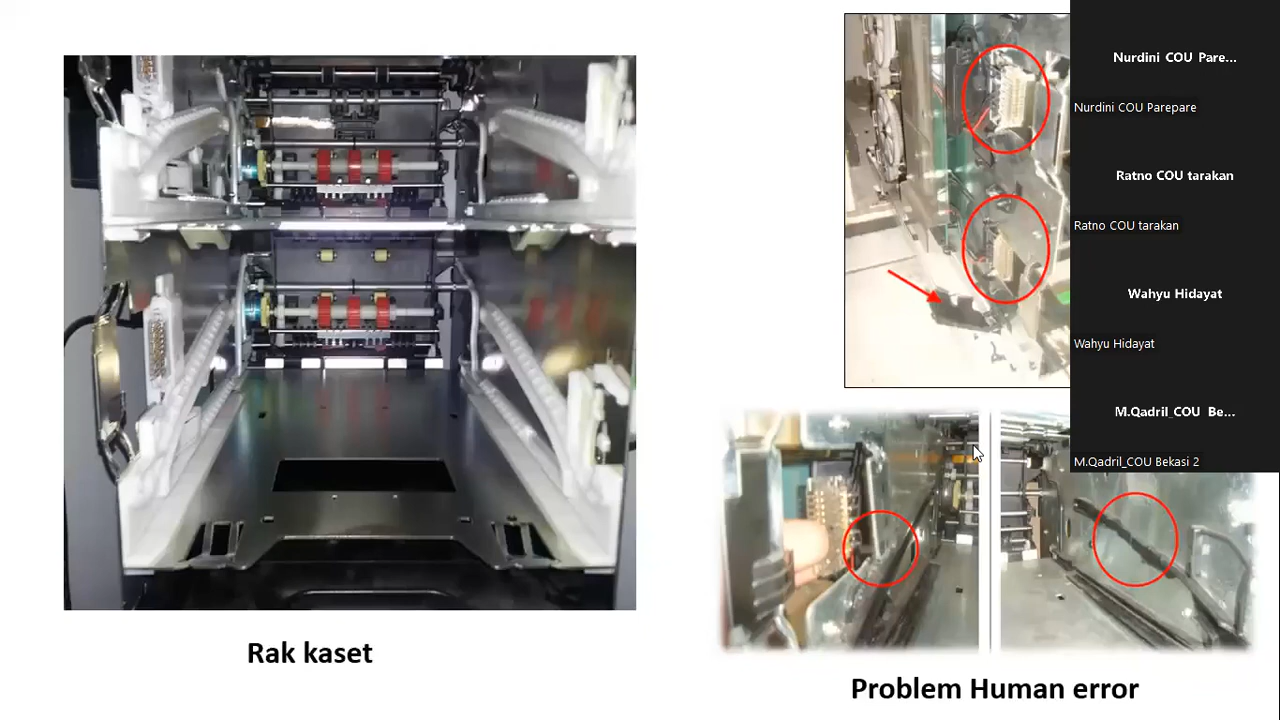 Rak kaset
Problem Human error
Nurdini COU Pare...
Nurdini COU Parepare
Ratno COU tarakan
Ratno COU tarakan
Wahyu Hidayat
Wahyu Hidayat
M.Qadril_COU Be...
M.Qadril_COU Bekasi 2